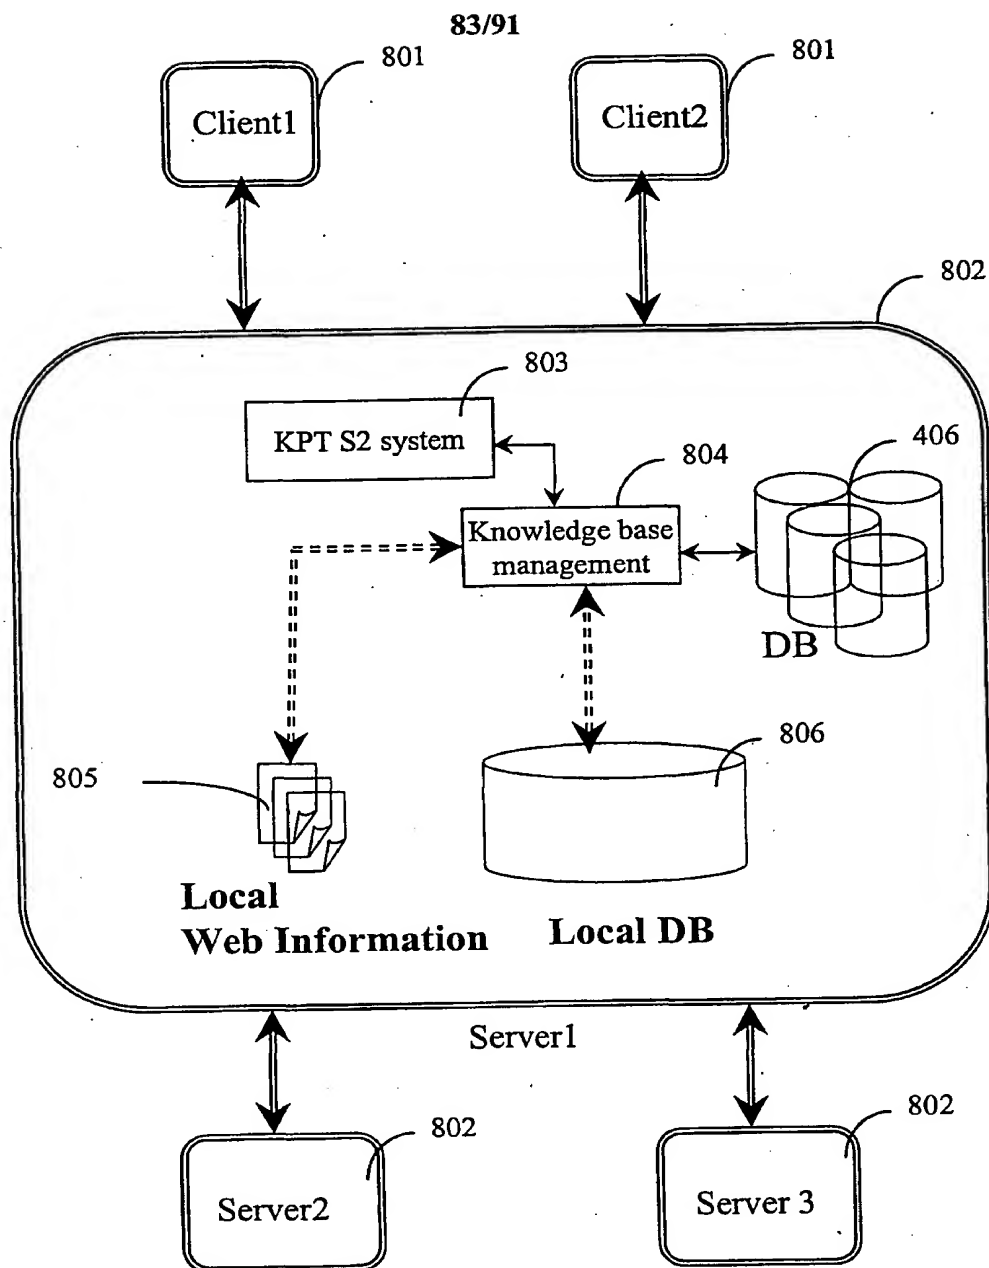 83/91
801
801
Client1
Client2
802
803
KPT S2 system
406
804
Knowledge base
management
DB
806
805
Local
Web Information
Local DB
Server1
802
802
Server2
Server 3